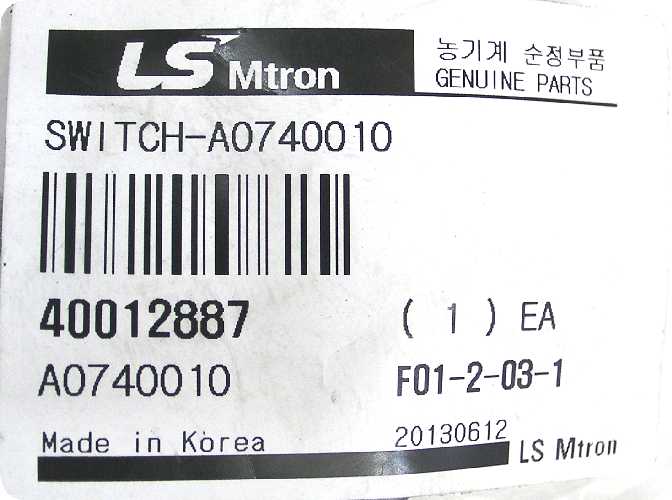 LS Mtron
농기계 순정부품
GENUINE PARTS
SWITCH-A0740010
40012887 ( 1 ) EA
A0740010 F01-2-03-1
Made in Korea 20130612 LS Mtron